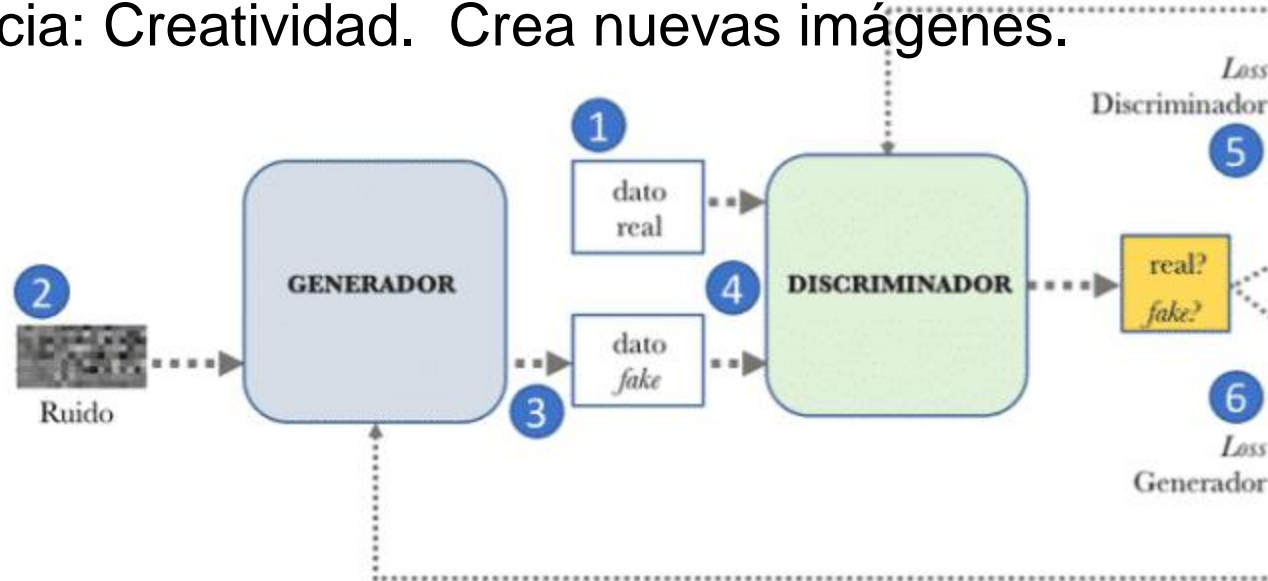 cia: Creatividad.  Crea nuevas imágenes.
Loss
Discriminador
5
1
dato
real
GENERADOR
2
Ruido
3
dato
fake
4
DISCRIMINADOR
real?
fake?
6
Loss
Generador